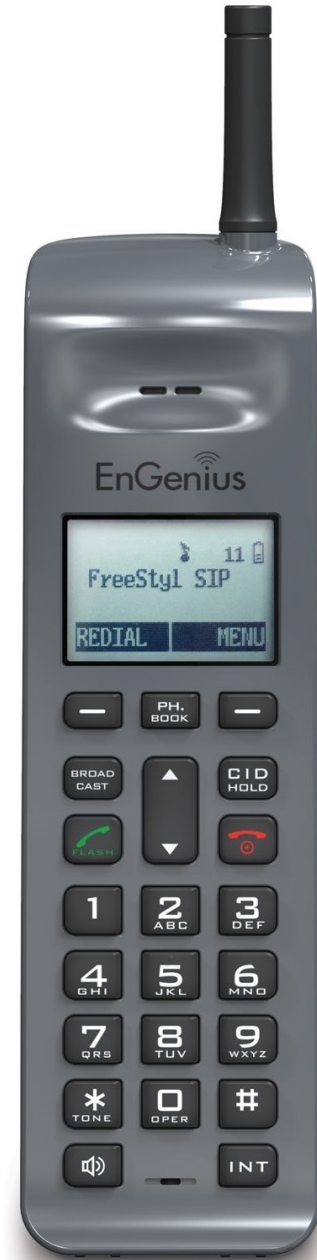 EnGenius
11
FreeStyl SIP
REDIAL MENU
PH.
BOOK
BROAD
CAST
CID
HOLD
FLASH
1 2 3
ABC DEF
4 5 6
GHI JKL MNO
7 8 9
QRS TUV WXYZ
* 0 #
TONE OPER
INT